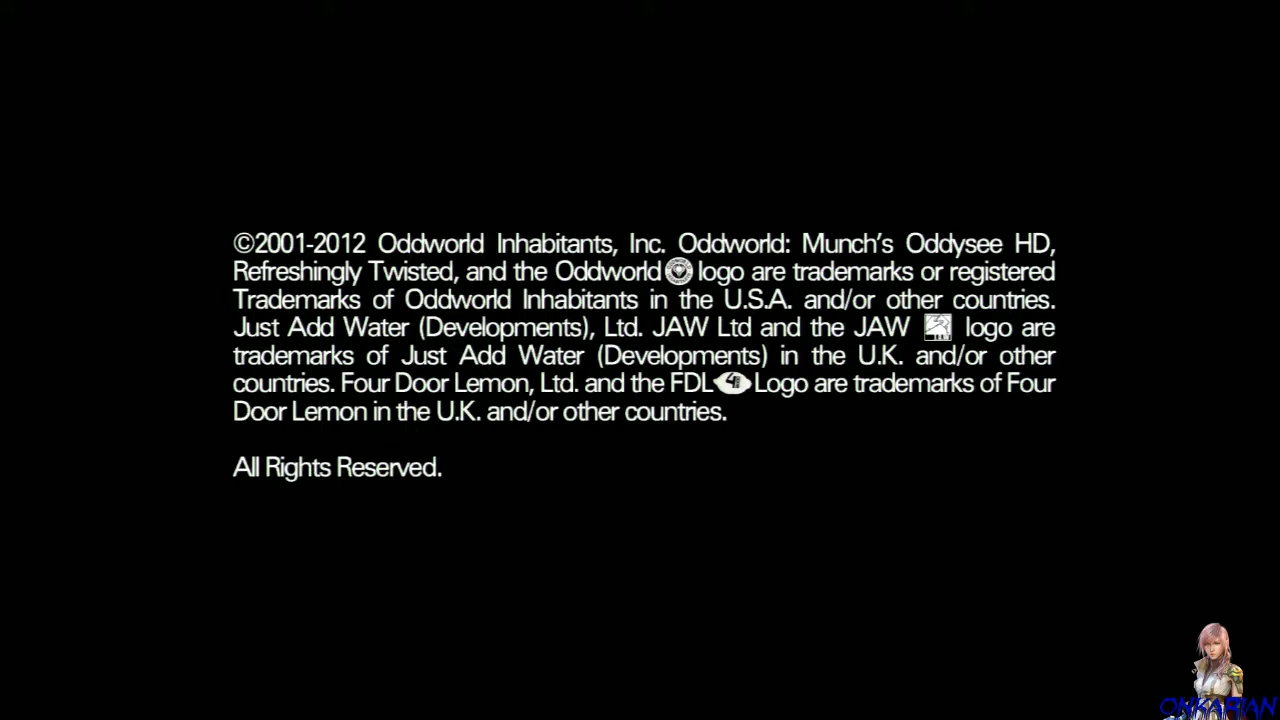 ©2001-2012 Oddworld Inhabitants, Inc. Oddworld: Munch's Oddysee HD,
Refreshingly Twisted, and the Oddworld logo are trademarks or registered
Trademarks of Oddworld Inhabitants in the U.S.A. and/or other countries.
Just Add Water (Developments), Ltd. JAW Ltd and the JAW logo are
trademarks of Just Add Water (Developments) in the U.K. and/or other
countries. Four Door Lemon, Ltd. and the FDL Logo are trademarks of Four
Door Lemon in the U.K. and/or other countries.
All Rights Reserved.
ONKARIAN